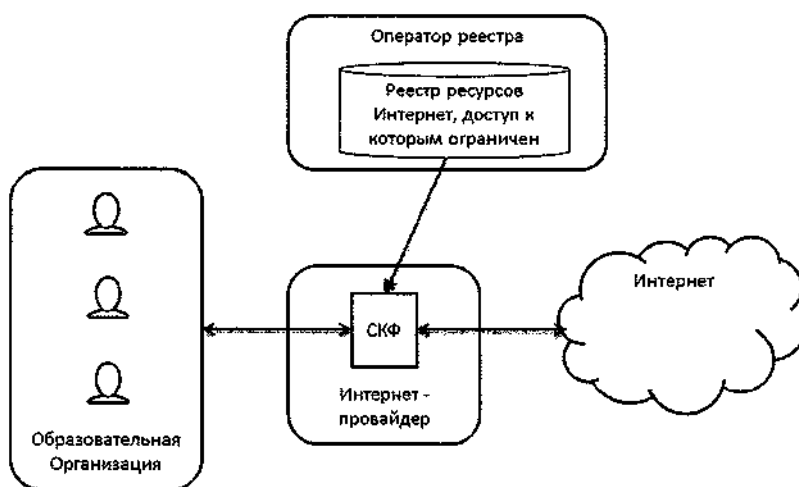 Оператор реестра
Реестр ресурсов
Интернет, доступ к
которым ограничен
Интернет
СКФ
Интернет -
провайдер
Образовательная
Организация